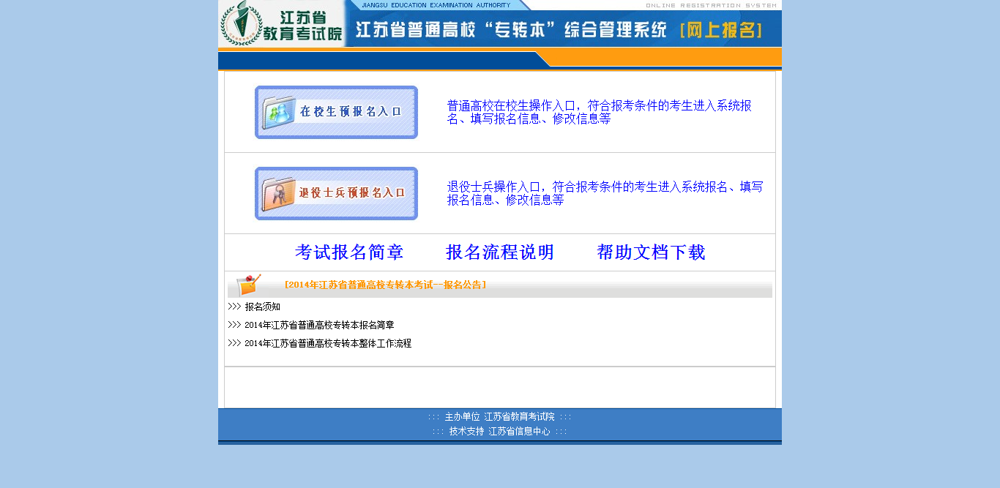 JIANGSU EDUCATION EXAMINATION AUTHORITY
ONLINE REGISTRATION SYSTEM
江苏省
教育考试院
江苏省普通高校“专转本”综合管理系统 [网上报名]
在校生预报名入口
普通高校在校生操作入口，符合报考条件的考生进入系统报
名、填写报名信息、修改信息等
退役士兵预报名入口
退役士兵操作入口，符合报考条件的考生进入系统报名、填写
报名信息、修改信息等
考试报名简章 报名流程说明 帮助文档下载
[2014年江苏省普通高校专转本考试--报名公告]
>>> 报名须知
>>> 2014年江苏省普通高校专转本报名简章
>>> 2014年江苏省普通高校专转本整体工作流程
::: 主办单位 江苏省教育考试院 :::
::: 技术支持 江苏省信息中心 :::